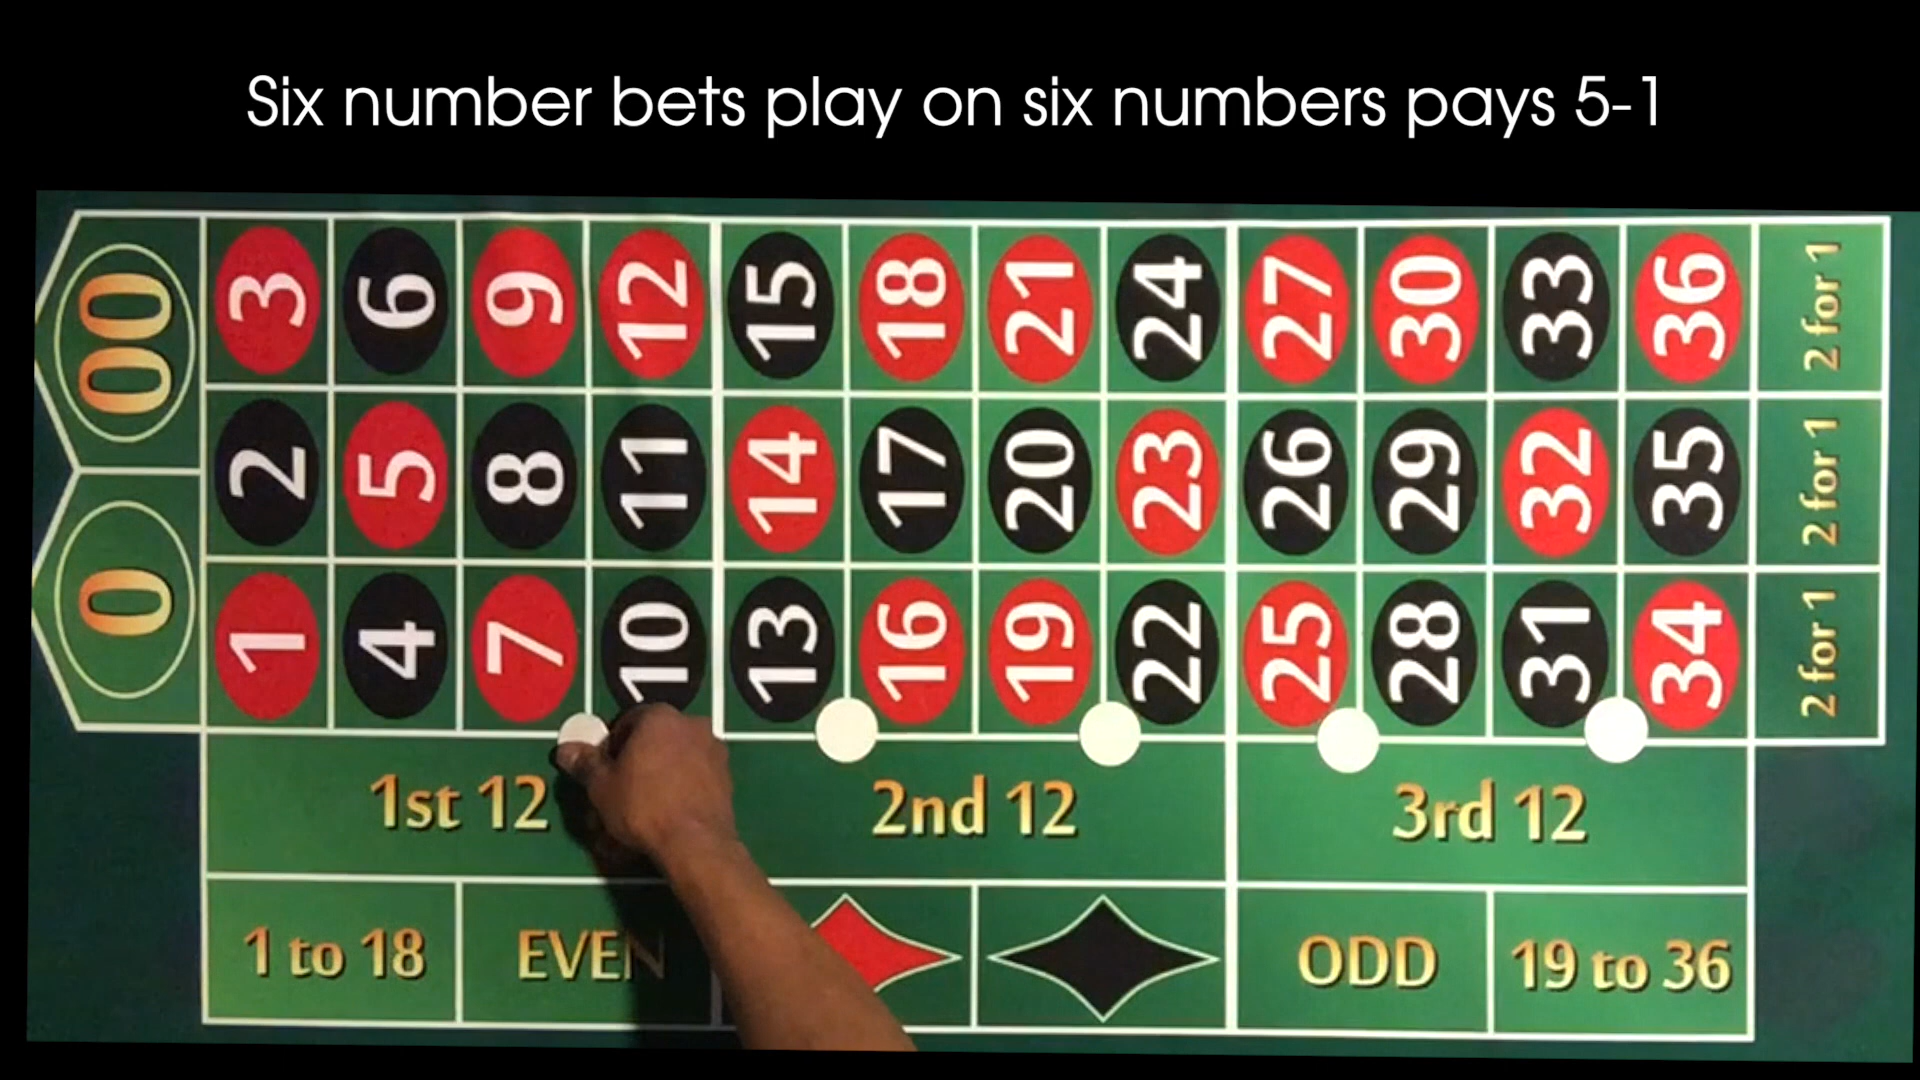 Six number bets play on six numbers pays 5-1
00 3 6 9 12 15 18 21 24 27 30 33 36 2 for 1
2 5 8 11 14 17 20 23 26 29 32 35 2 for 1
0 1 4 7 10 13 16 19 22 25 28 31 34 2 for 1
1st 12 2nd 12 3rd 12
1 to 18 EVEN ODD 19 to 36